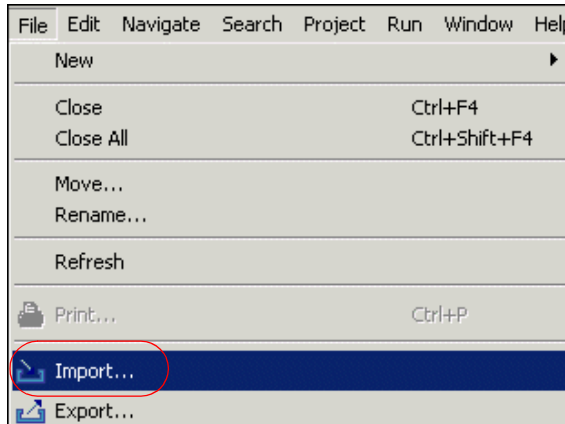 File Edit Navigate Search Project Run Window Help
New
Close Ctrl+F4
Close All Ctrl+Shift+F4
Move...
Rename...
Refresh
Print... Ctrl+P
Import...
Export...